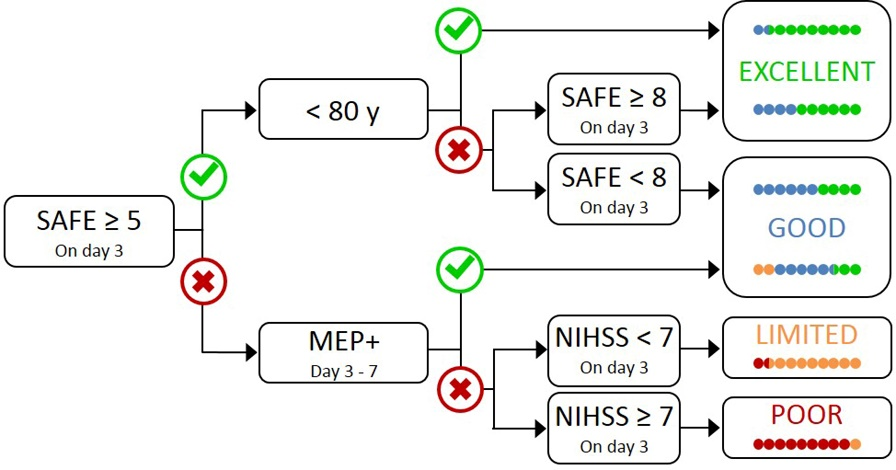 SAFE ≥ 5
On day 3
< 80 y
SAFE ≥ 8
On day 3
SAFE < 8
On day 3
EXCELLENT
GOOD
MEP+
Day 3 - 7
NIHSS < 7
On day 3
NIHSS ≥ 7
On day 3
LIMITED
POOR